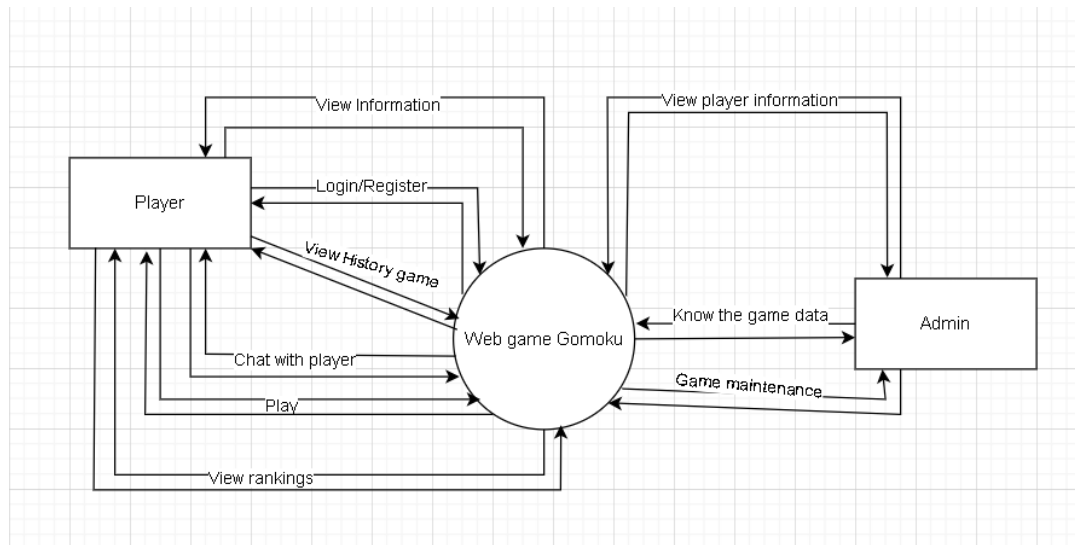 View Information
View player information
Login/Register
Player
View History game
Know the game data
Admin
Web game Gomoku
Chat with player
Game maintenance
Play
View rankings